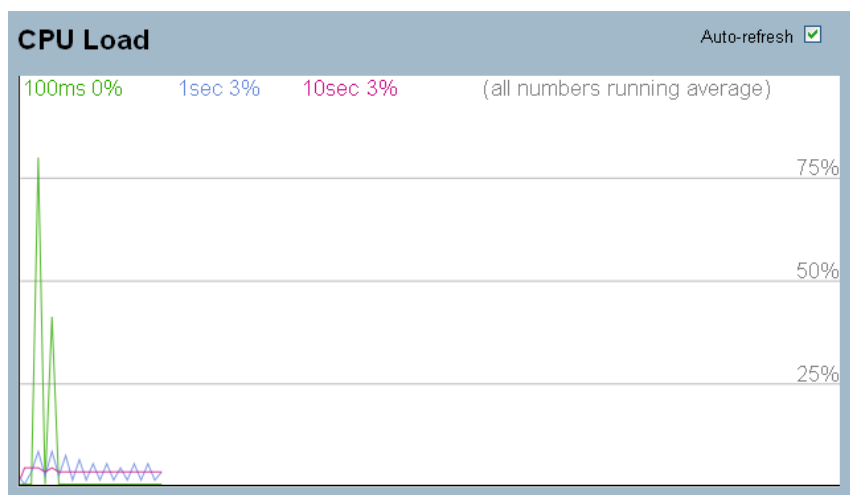 CPU Load
Auto-refresh
100ms 0% 1sec 3% 10sec 3% (all numbers running average)
75%
50%
25%